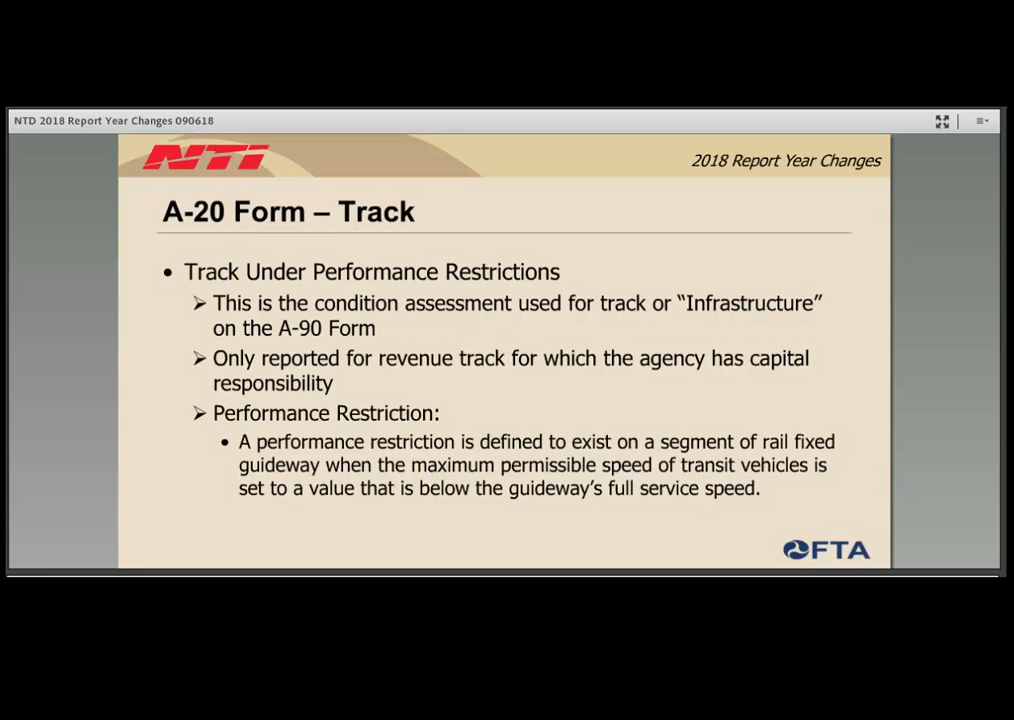 NTD 2018 Report Year Changes 090618
NTI
2018 Report Year Changes
A-20 Form – Track
• Track Under Performance Restrictions
➢ This is the condition assessment used for track or “Infrastructure”
on the A-90 Form
➢ Only reported for revenue track for which the agency has capital
responsibility
➢ Performance Restriction:
• A performance restriction is defined to exist on a segment of rail fixed
guideway when the maximum permissible speed of transit vehicles is
set to a value that is below the guideway’s full service speed.
FTA